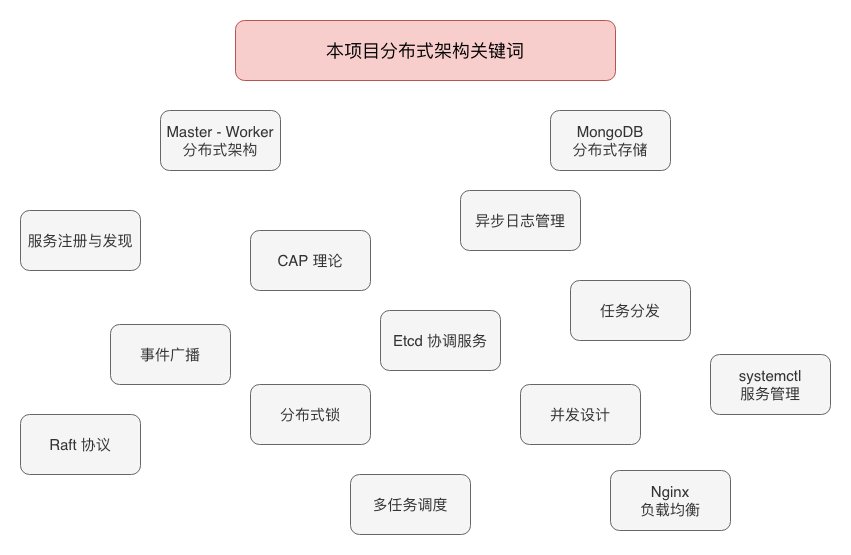 本项目分布式架构关键词
Master - Worker
分布式架构
MongoDB
分布式存储
异步日志管理
服务注册与发现
CAP 理论
任务分发
Etcd 协调服务
事件广播
systemctl
服务管理
分布式锁
并发设计
Raft 协议
多任务调度
Nginx
负载均衡